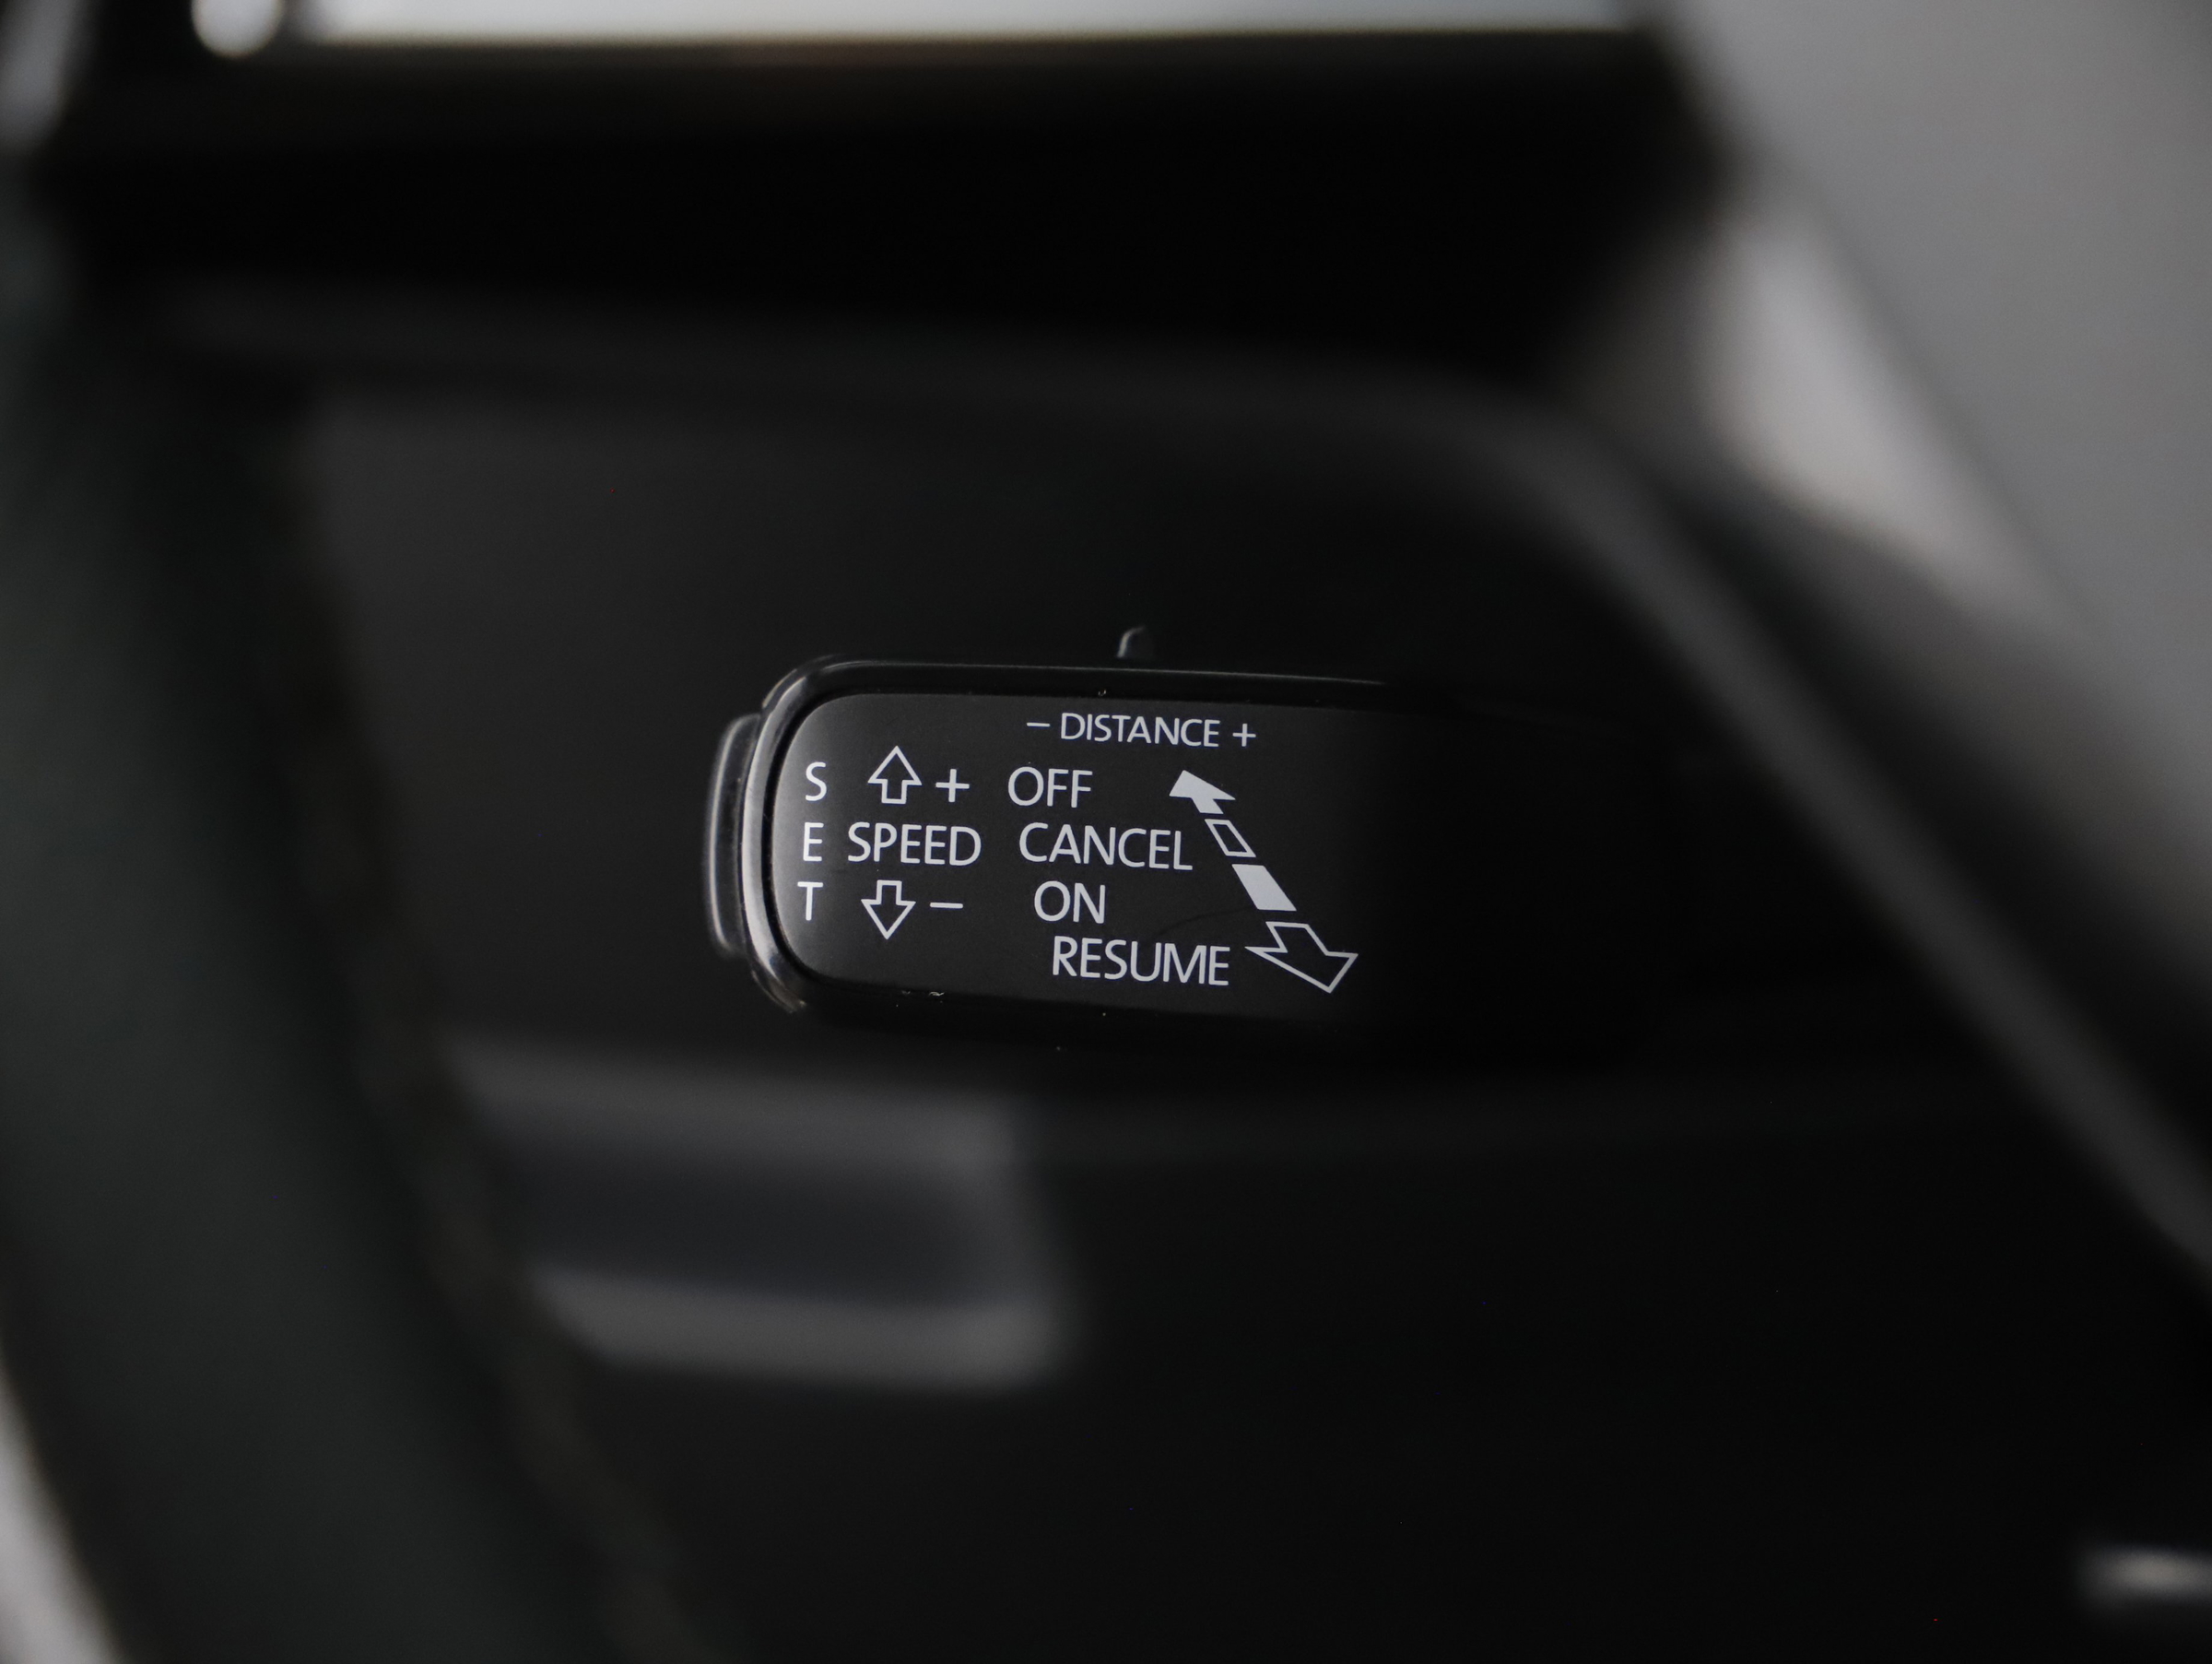 − DISTANCE +
S + OFF
E SPEED CANCEL
T − ON
RESUME